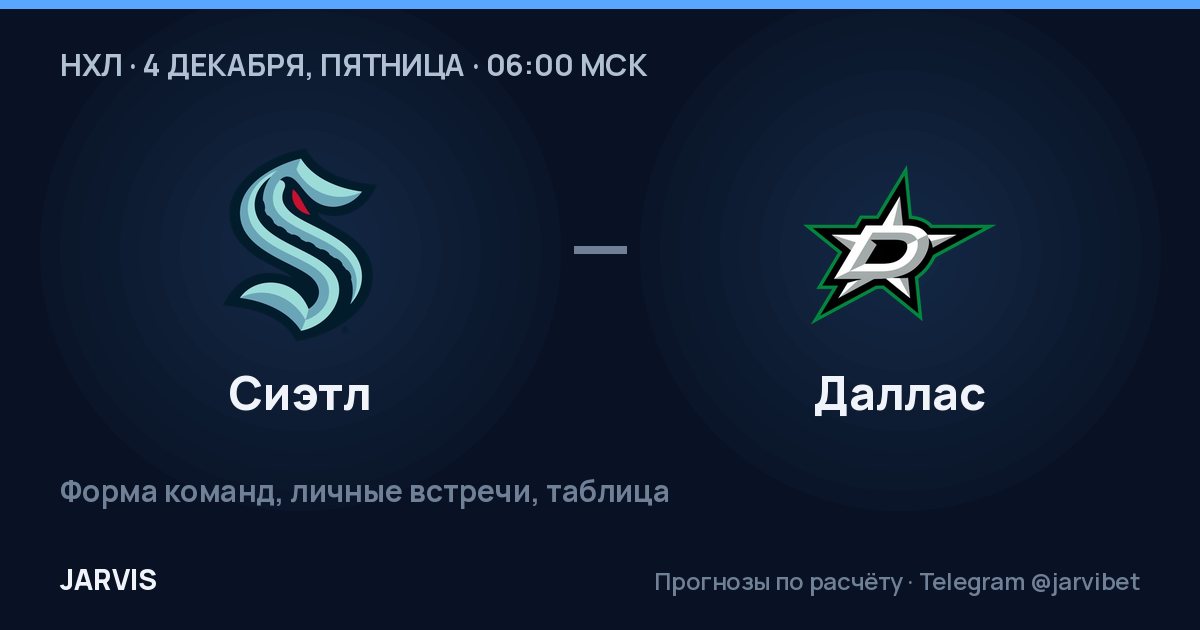 НХЛ · 4 ДЕКАБРЯ, ПЯТНИЦА · 06:00 МСК
D
—
Сиэтл
Даллас
Форма команд, личные встречи, таблица
JARVIS
Прогнозы по расчёту · Telegram @jarvibet